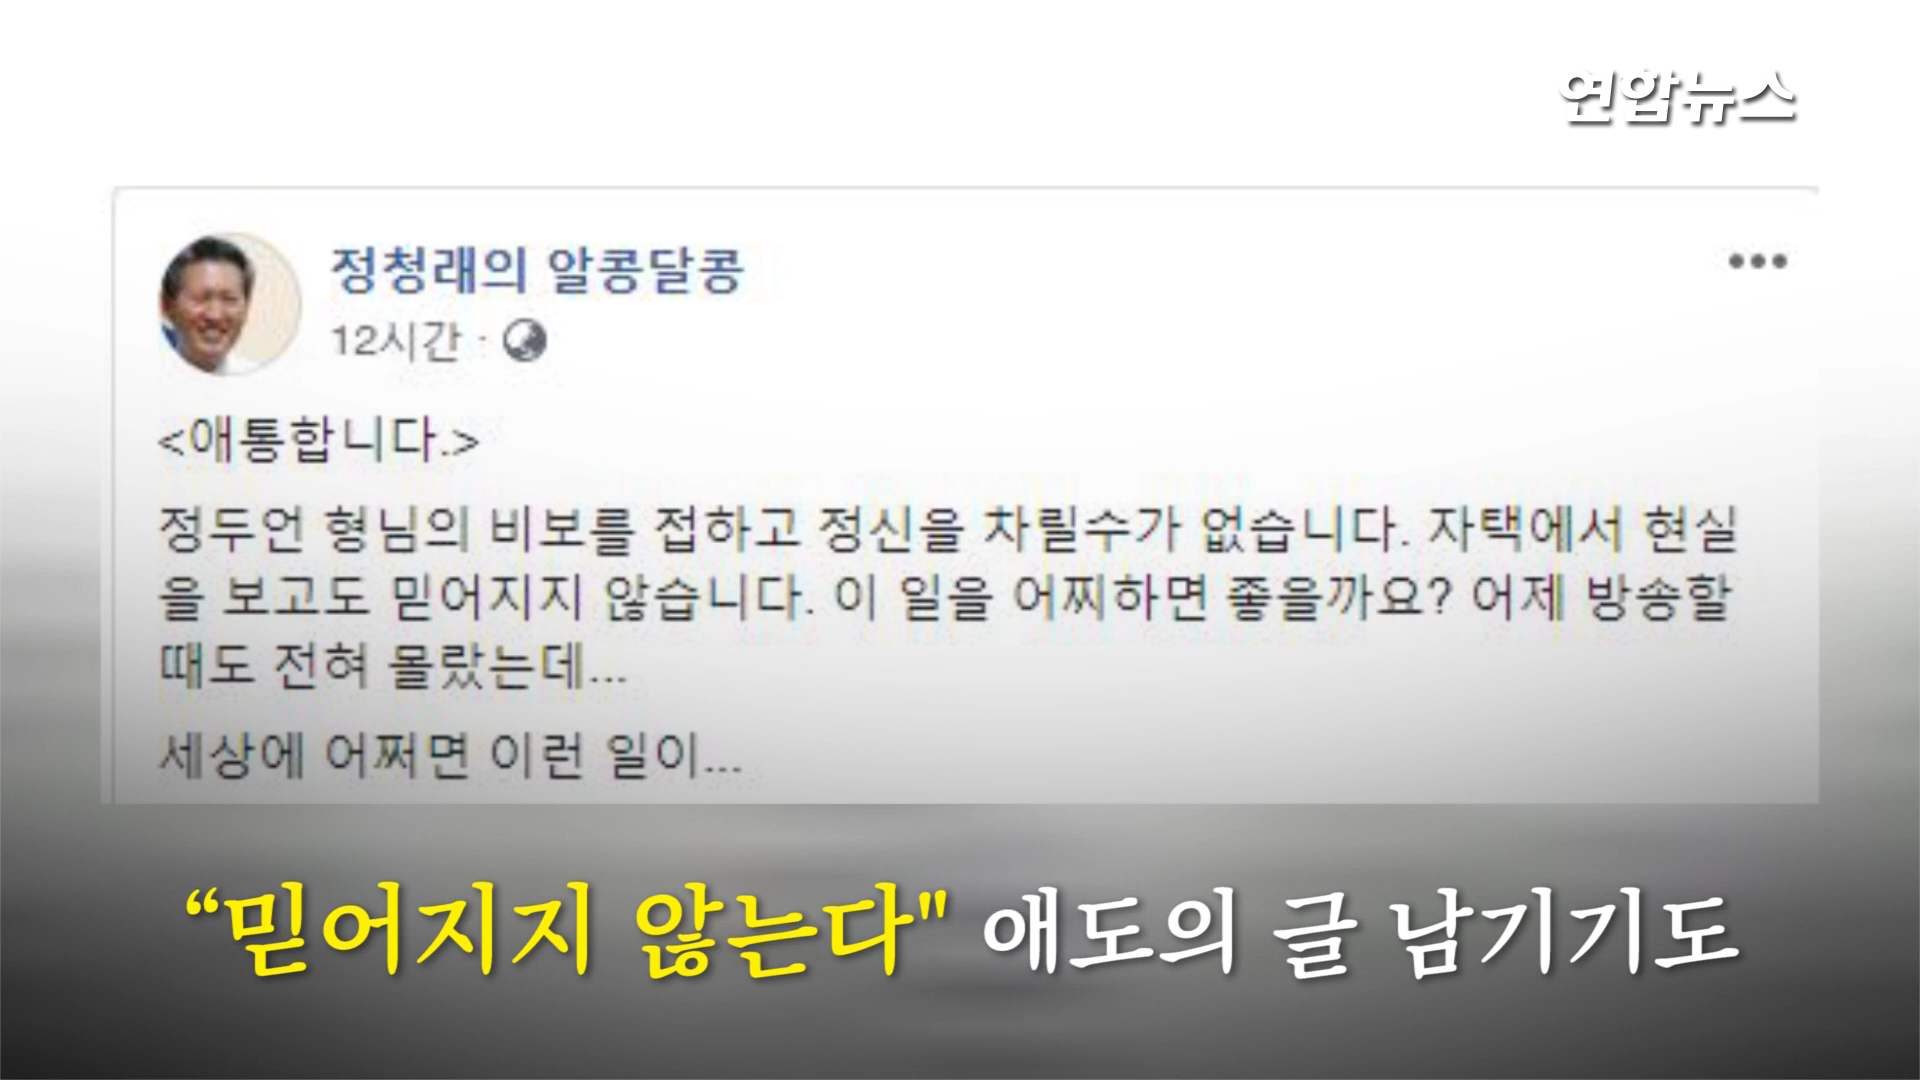 연합뉴스
정청래의 알콩달콩
12시간 ·
<애통합니다.>
정두언 형님의 비보를 접하고 정신을 차릴수가 없습니다. 자택에서 현실
을 보고도 믿어지지 않습니다. 이 일을 어찌하면 좋을까요? 어제 방송할
때도 전혀 몰랐는데...
세상에 어쩌면 이런 일이...
“믿어지지 않는다" 애도의 글 남기기도